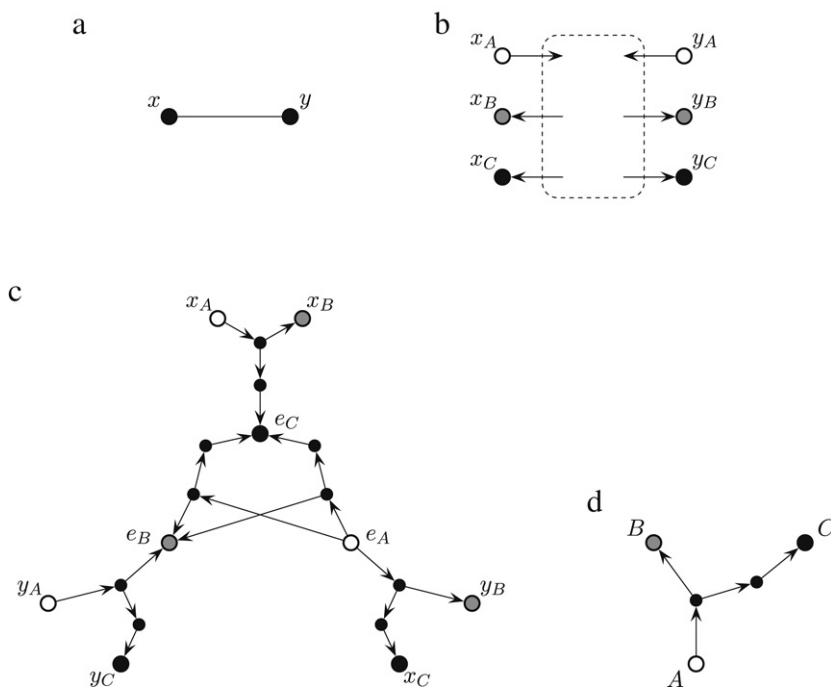 a
x y
b
x_A y_A
x_B y_B
x_C y_C
c
x_A x_B
e_C
e_B e_A
y_A y_B
y_C x_C
d
B C
A